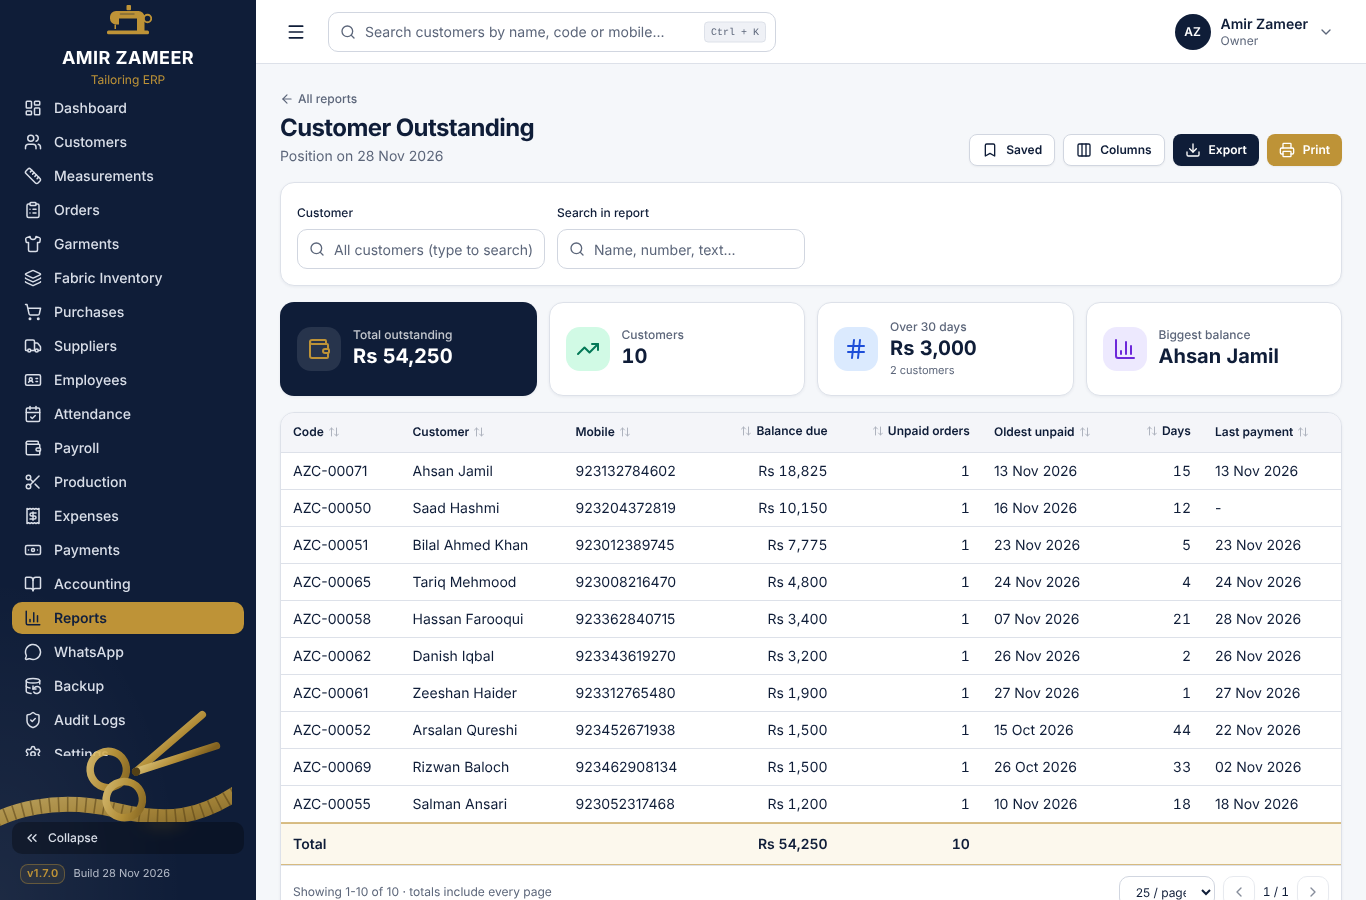 AMIR ZAMEER
Tailoring ERP
Dashboard
Customers
Measurements
Orders
Garments
Fabric Inventory
Purchases
Suppliers
Employees
Attendance
Payroll
Production
Expenses
Payments
Accounting
Reports
WhatsApp
Backup
Audit Logs
Settings
Collapse
v1.7.0 Build 28 Nov 2026
Search customers by name, code or mobile... Ctrl + K
AZ Amir Zameer
Owner
All reports
Customer Outstanding
Position on 28 Nov 2026
Saved Columns Export Print
Customer Search in report
All customers (type to search) Name, number, text...
Total outstanding
Rs 54,250
Customers
10
Over 30 days
Rs 3,000
2 customers
Biggest balance
Ahsan Jamil
Code Customer Mobile Balance due Unpaid orders Oldest unpaid Days Last payment
AZC-00071 Ahsan Jamil 923132784602 Rs 18,825 1 13 Nov 2026 15 13 Nov 2026
AZC-00050 Saad Hashmi 923204372819 Rs 10,150 1 16 Nov 2026 12 -
AZC-00051 Bilal Ahmed Khan 923012389745 Rs 7,775 1 23 Nov 2026 5 23 Nov 2026
AZC-00065 Tariq Mehmood 923008216470 Rs 4,800 1 24 Nov 2026 4 24 Nov 2026
AZC-00058 Hassan Farooqui 923362840715 Rs 3,400 1 07 Nov 2026 21 28 Nov 2026
AZC-00062 Danish Iqbal 923343619270 Rs 3,200 1 26 Nov 2026 2 26 Nov 2026
AZC-00061 Zeeshan Haider 923312765480 Rs 1,900 1 27 Nov 2026 1 27 Nov 2026
AZC-00052 Arsalan Qureshi 923452671938 Rs 1,500 1 15 Oct 2026 44 22 Nov 2026
AZC-00069 Rizwan Baloch 923462908134 Rs 1,500 1 26 Oct 2026 33 02 Nov 2026
AZC-00055 Salman Ansari 923052317468 Rs 1,200 1 10 Nov 2026 18 18 Nov 2026
Total Rs 54,250 10
Showing 1-10 of 10 · totals include every page 25 / page 1 / 1